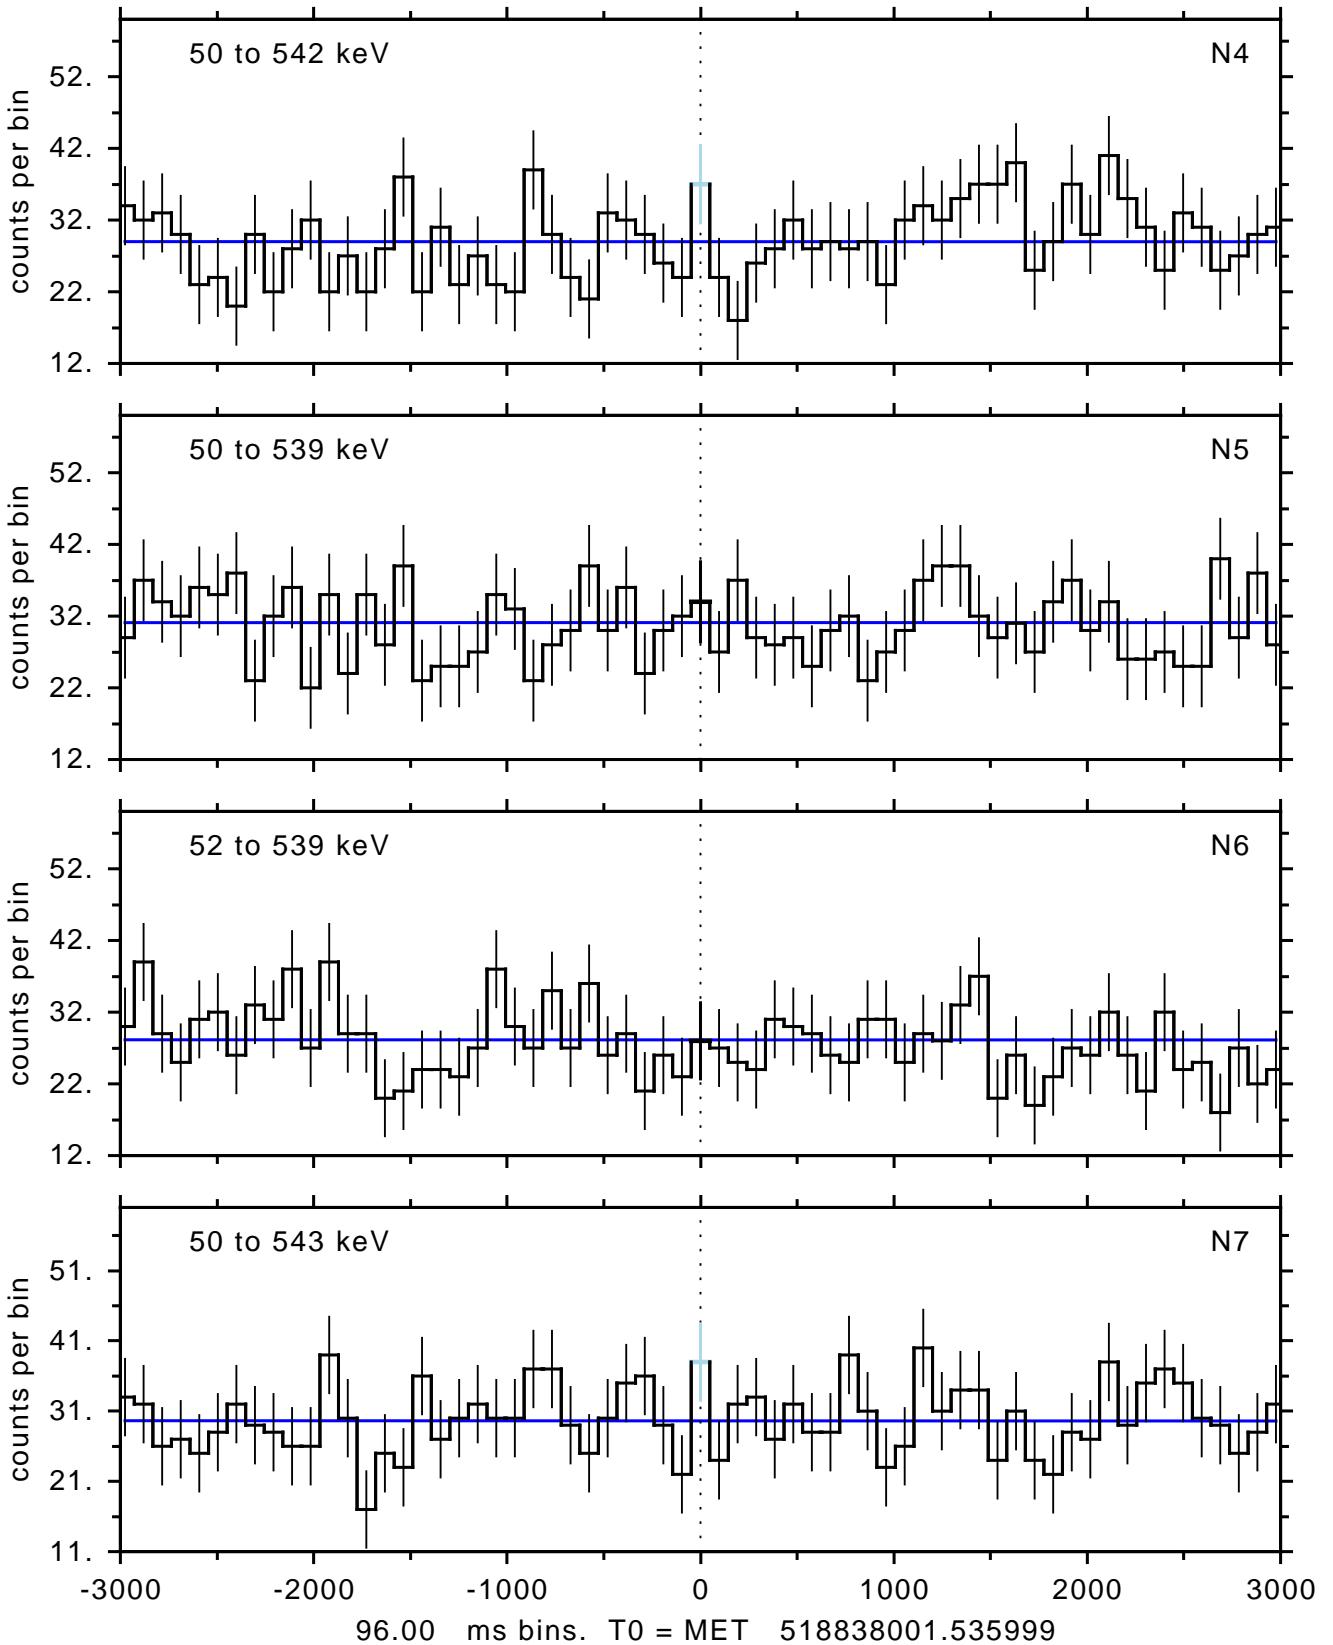 50 to 542 keV N4
52.
42.
32.
22.
12.
counts per bin
50 to 539 keV N5
52.
42.
32.
22.
12.
counts per bin
52 to 539 keV N6
52.
42.
32.
22.
12.
counts per bin
50 to 543 keV N7
51.
41.
31.
21.
11.
counts per bin
-3000 -2000 -1000 0 1000 2000 3000
96.00 ms bins. T0 = MET 518838001.535999